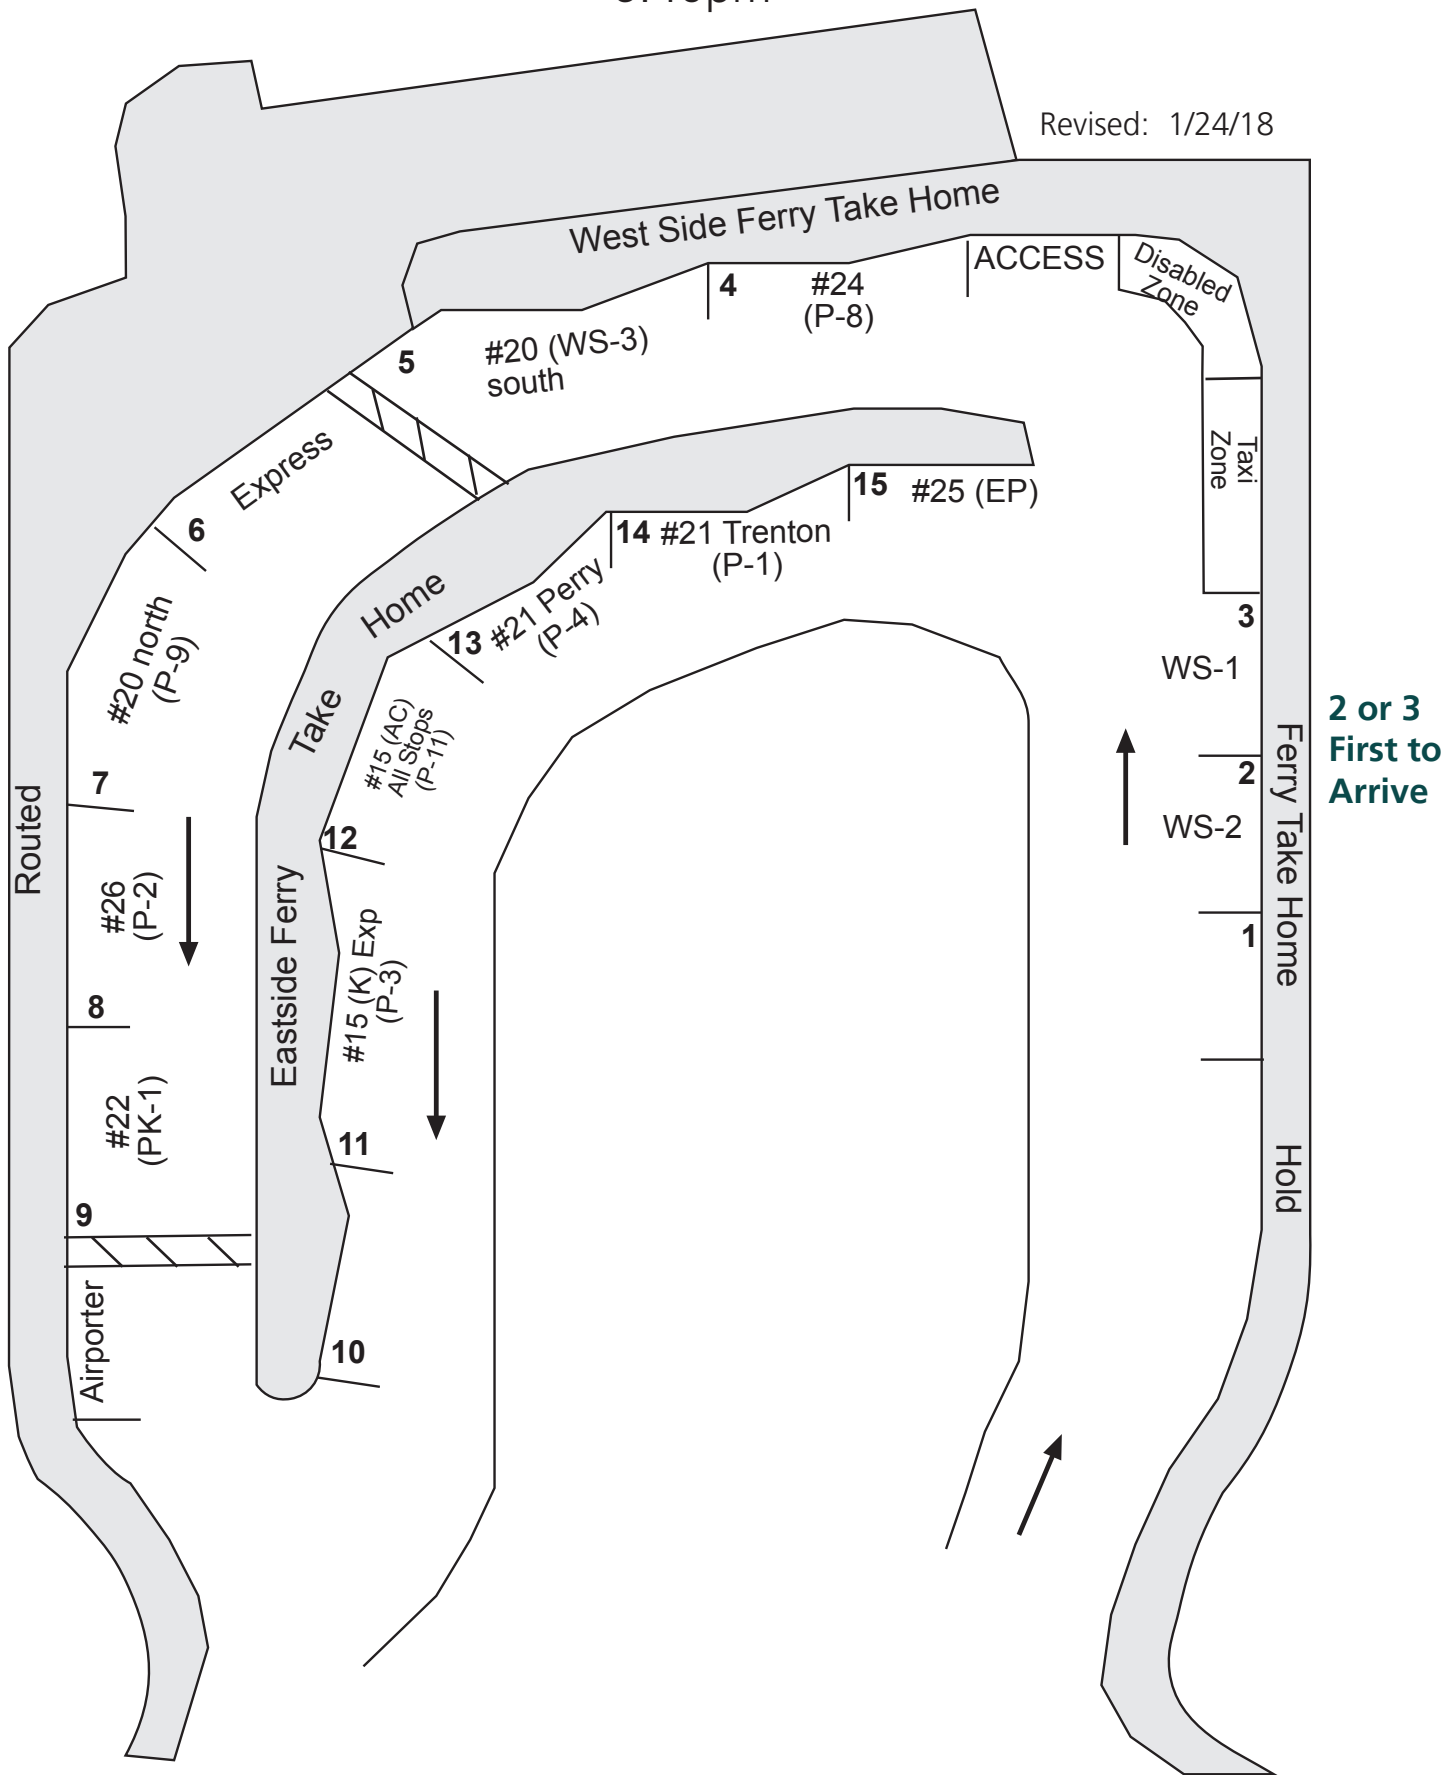 Revised: 1/24/18
West Side Ferry Take Home
ACCESS
Disabled
Zone
4
#24
(P-8)
5
#20 (WS-3)
south
Taxi
Zone
Express
6
15
#25 (EP)
14
#21 Trenton
(P-1)
13
#21 Perry
(P-4)
3
WS-1
2
WS-2
1
2 or 3
First to
Arrive
Ferry Take Home
Hold
#20 north
(P-9)
7
Routed
#26
(P-2)
8
#22
(PK-1)
9
Airporter
Eastside Ferry
Take
Home
#15 (AC)
All Stops
(P-11)
12
#15 (K) Exp
(P-3)
11
10